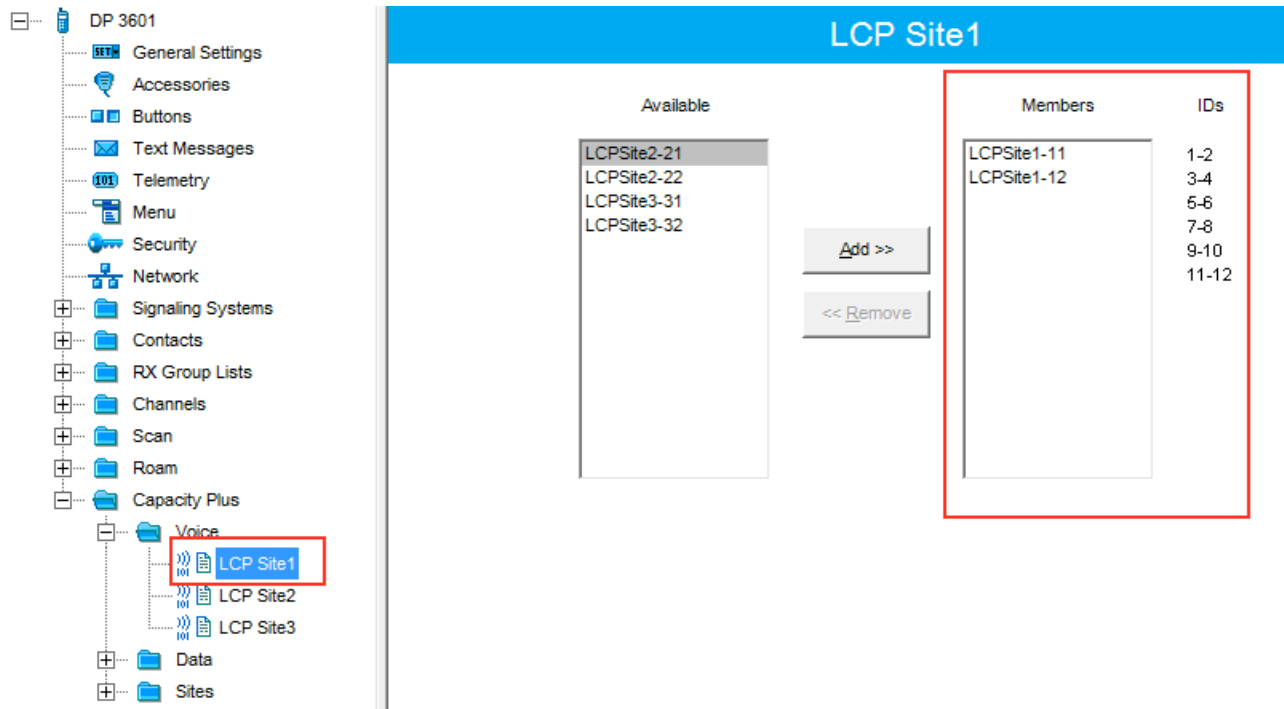 DP 3601
General Settings
Accessories
Buttons
Text Messages
Telemetry
Menu
Security
Network
Signaling Systems
Contacts
RX Group Lists
Channels
Scan
Roam
Capacity Plus
Voice
LCP Site1
LCP Site2
LCP Site3
Data
Sites
LCP Site1
Available
LCPSite2-21
LCPSite2-22
LCPSite3-31
LCPSite3-32
Add >>
<< Remove
Members
LCPSite1-11
LCPSite1-12
IDs
1-2
3-4
5-6
7-8
9-10
11-12